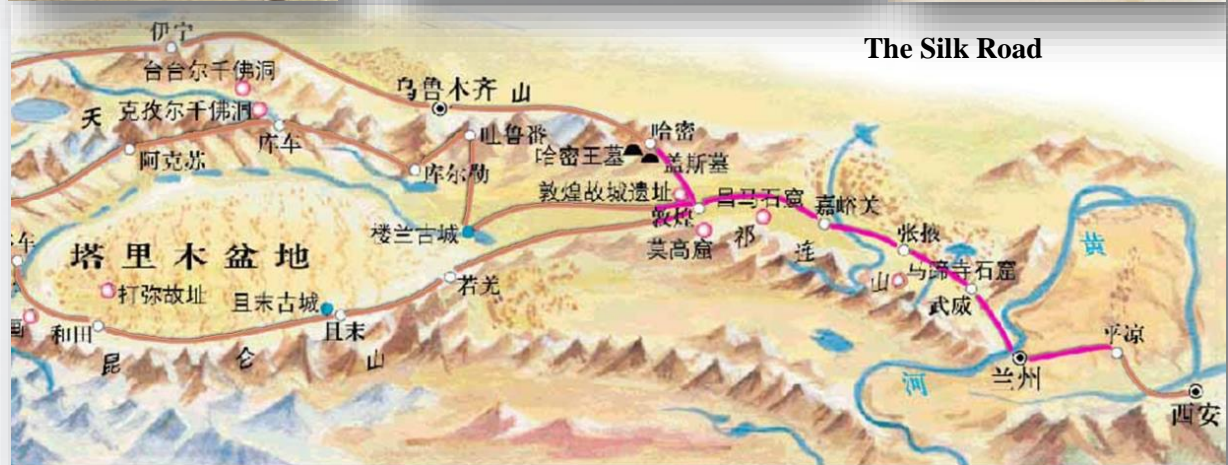 The Silk Road
伊宁
台台尔千佛洞
乌鲁木齐
山
天
克孜尔千佛洞
库车
吐鲁番
哈密
哈密王墓
盖斯墓
阿克苏
库尔勒
敦煌故城遗址
昌马石窟
嘉峪关
敦煌
楼兰古城
祁
连
山
张掖
黄
车
塔里木盆地
莫高窟
马蹄寺石窟
打弥故址
且末古城
若羌
武威
和田
且末
平凉
昆
仑
山
河
兰州
西安